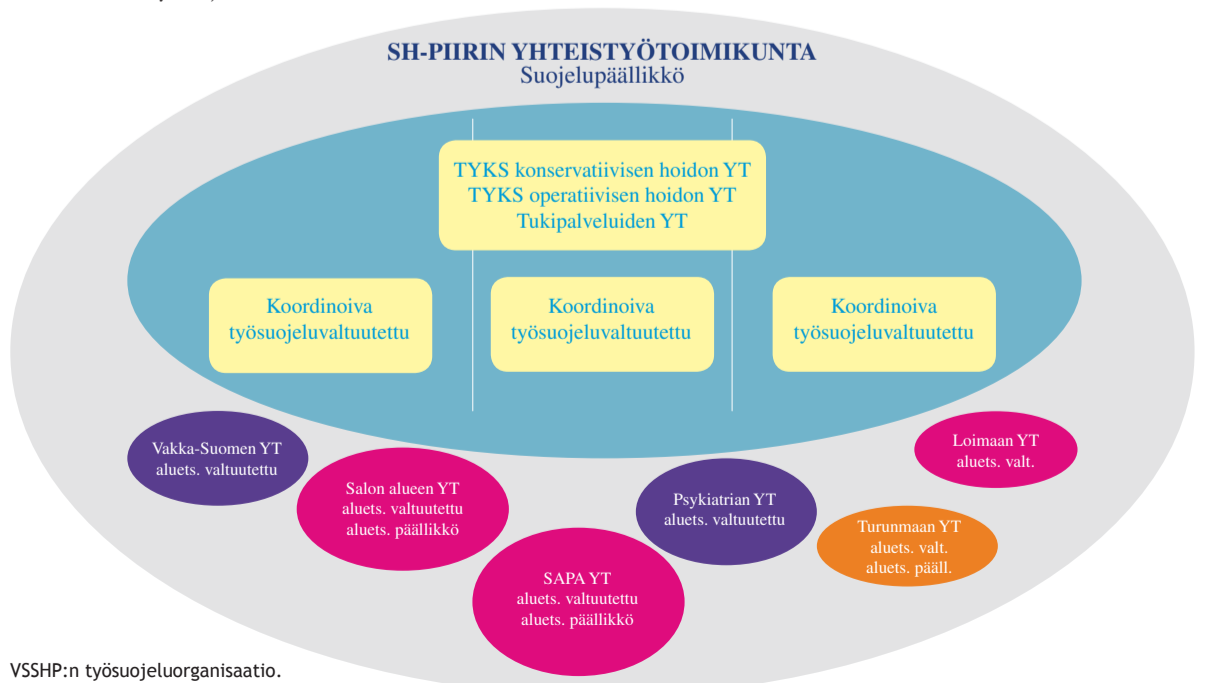 SH-PIIRIN YHTEISTYÖTOIMIKUNTA
Suojelupäällikkö
TYKS konservatiivisen hoidon YT
TYKS operatiivisen hoidon YT
Tukipalveluiden YT
Koordinoiva
työsuojeluvaltuutettu
Koordinoiva
työsuojeluvaltuutettu
Koordinoiva
työsuojeluvaltuutettu
Vakka-Suomen YT
aluets. valtuutettu
Salon alueen YT
aluets. valtuutettu
aluets. päällikkö
SAPA YT
aluets. valtuutettu
aluets. päällikkö
Psykiatrian YT
aluets. valtuutettu
Turunmaan YT
aluets. valt.
aluets. pääll.
Loimaan YT
aluets. valt.
VSSHP:n työsuojeluorganisaatio.